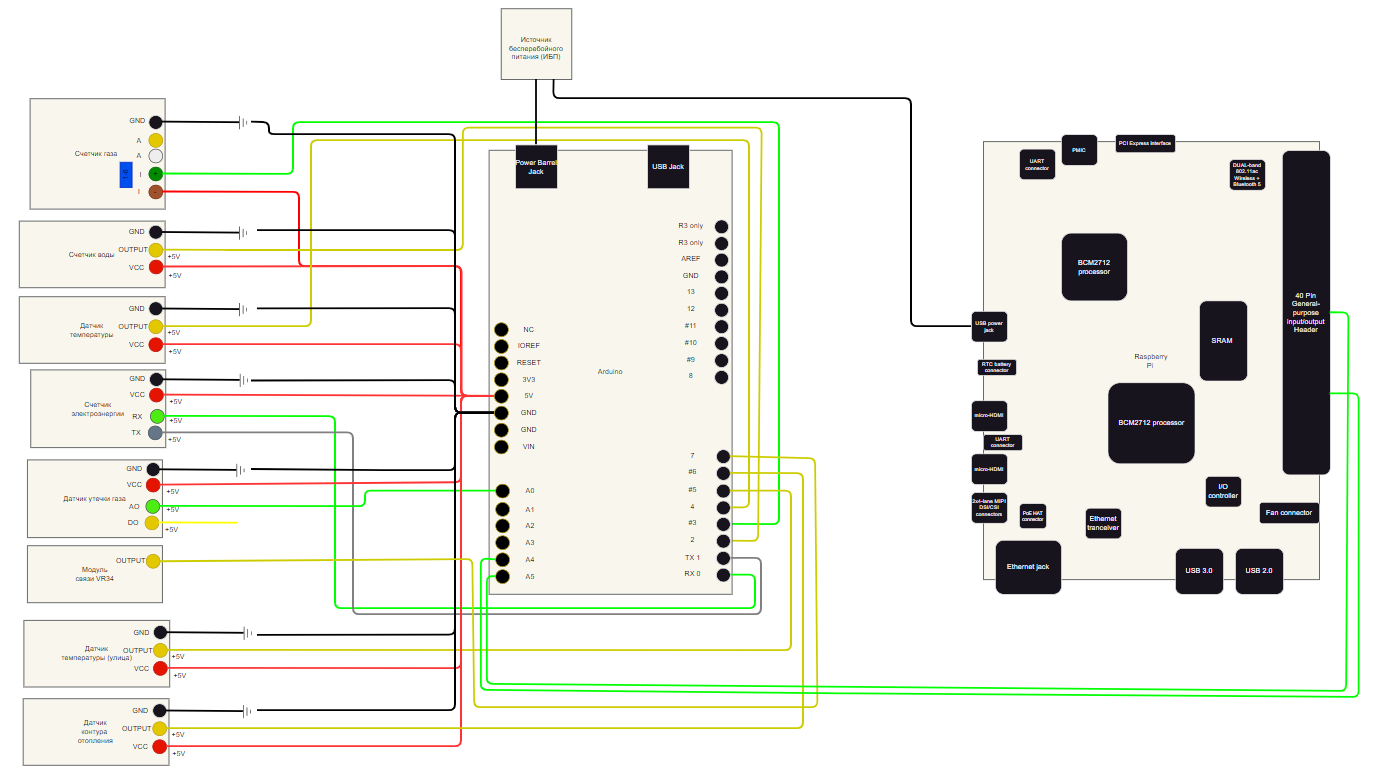 Источник
бесперебойного
питания (ИБП)
GND
A
Счетчик газа
A
I
I
GND
OUTPUT
+5V
Счетчик воды
VCC
+5V
GND
OUTPUT
+5V
Датчик
температуры
VCC
+5V
GND
VCC
+5V
Счетчик
электроэнергии
RX
+5V
TX
+5V
GND
VCC
+5V
Датчик утечки газа
AO
+5V
DO
+5V
OUTPUT
Модуль
связи VR34
GND
Датчик
температуры (улица)
OUTPUT
+5V
VCC
+5V
GND
Датчик
контура
отопления
OUTPUT
VCC
+5V
Power Barrel
Jack
USB Jack
R3 only
R3 only
AREF
GND
13
12
#11
#10
#9
8
NC
IOREF
RESET
3V3
5V
GND
GND
VIN
Arduino
A0
A1
A2
A3
A4
A5
7
#6
#5
4
#3
2
TX 1
RX 0
UART
connector
PMIC
PCI Express interface
DUAL-band
802.11ac
Wireless +
Bluetooth 5
BCM2712
processor
40 Pin
General-
purpose
input/output
Header
USB power
jack
SRAM
Raspberry
Pi
RTC battery
connector
micro-HDMI
BCM2712 processor
UART
connector
micro-HDMI
2x4-lane MIPI
DSI/CSI
connectors
PoE HAT
connector
Ethernet
tranceiver
I/O
controller
Fan connector
Ethernet jack
USB 3.0
USB 2.0